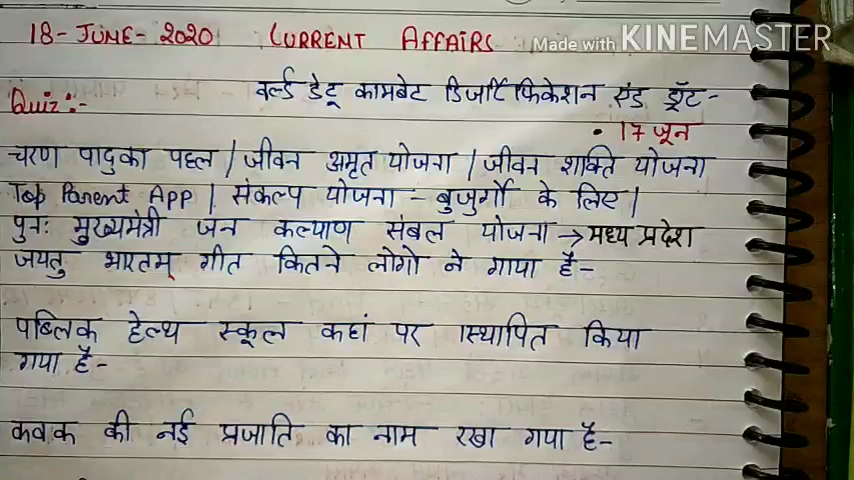 18-JUNE-2020 CURRENT AFFAIRS
Made with KINEMASTER
Quiz:- वर्ल्ड डेटू कामबेट डिजर्टिफिकेशन एंड ड्रॉट-
• 17 जून
चरण पादुका पहल / जीवन अमृत योजना / जीवन शक्ति योजना
Top Parent App | संकल्प योजना - बुजुर्गो के लिए |
पुनः मुख्यमंत्री जन कल्याण संबल योजना → मध्य प्रदेश
जयतु भारतम् गीत कितने लोगो ने गाया है-
पब्लिक हेल्थ स्कूल कहां पर स्थापित किया
गया है-
कवक की नई प्रजाति का नाम रखा गया है-